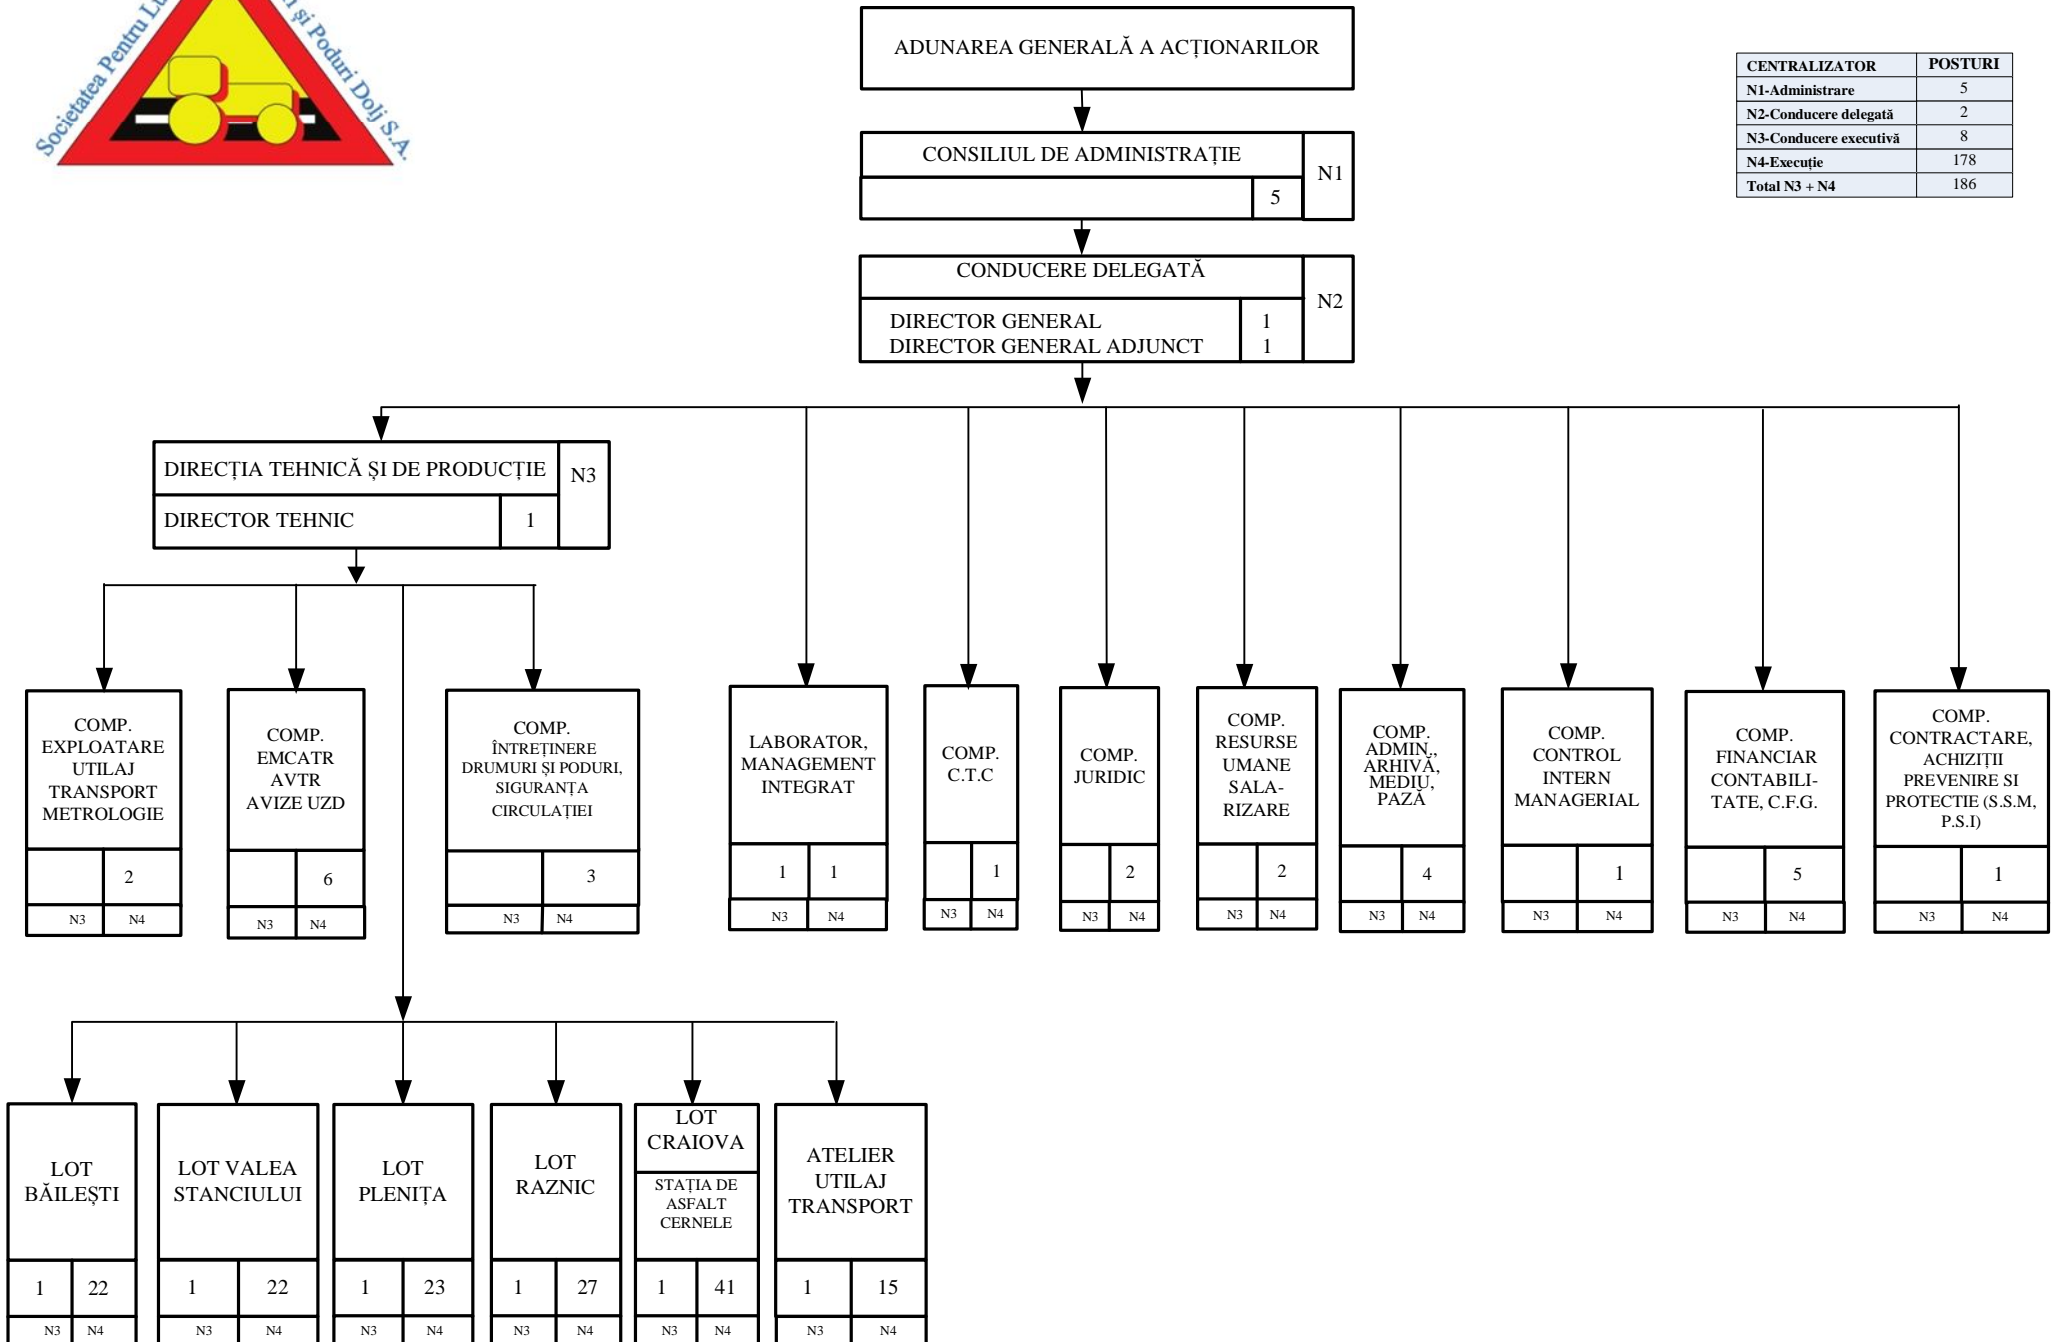 Societatea Pentru Lu
ri și Poduri Dolj S.A.
ADUNAREA GENERALĂ A ACȚIONARILOR
CENTRALIZATOR POSTURI
N1-Administrare 5
N2-Conducere delegată 2
N3-Conducere executivă 8
N4-Execuție 178
Total N3 + N4 186
CONSILIUL DE ADMINISTRAȚIE
N1
5
CONDUCERE DELEGATĂ
N2
DIRECTOR GENERAL 1
DIRECTOR GENERAL ADJUNCT 1
DIRECȚIA TEHNICĂ ȘI DE PRODUCȚIE
N3
DIRECTOR TEHNIC 1
COMP.
EXPLOATARE
UTILAJ
TRANSPORT
METROLOGIE
2
N3 N4
COMP.
EMCATR
AVTR
AVIZE UZD
6
N3 N4
COMP.
ÎNTREȚINERE
DRUMURI ȘI PODURI,
SIGURANȚA
CIRCULAȚIEI
3
N3 N4
LABORATOR,
MANAGEMENT
INTEGRAT
1 1
N3 N4
COMP.
C.T.C
1
N3 N4
COMP.
JURIDIC
2
N3 N4
COMP.
RESURSE
UMANE
SALA-
RIZARE
2
N3 N4
COMP.
ADMIN.,
ARHIVĂ,
MEDIU,
PAZĂ
4
N3 N4
COMP.
CONTROL
INTERN
MANAGERIAL
1
N3 N4
COMP.
FINANCIAR
CONTABILI-
TATE, C.F.G.
5
N3 N4
COMP.
CONTRACTARE,
ACHIZIȚII
PREVENIRE SI
PROTECTIE (S.S.M,
P.S.I)
1
N3 N4
LOT
BĂILEȘTI
1 22
N3 N4
LOT VALEA
STANCIULUI
1 22
N3 N4
LOT
PLENIȚA
1 23
N3 N4
LOT
RAZNIC
1 27
N3 N4
LOT
CRAIOVA
STAȚIA DE
ASFALT
CERNELE
1 41
N3 N4
ATELIER
UTILAJ
TRANSPORT
1 15
N3 N4